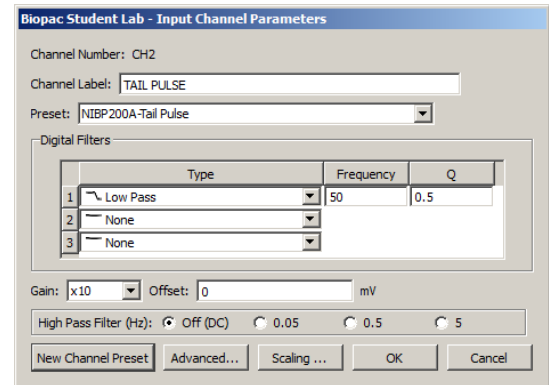 Biopac Student Lab - Input Channel Parameters
Channel Number: CH2
Channel Label: TAIL PULSE
Preset: NIBP200A-Tail Pulse
Digital Filters
Type Frequency Q
1 Low Pass 50 0.5
2 None
3 None
Gain: x10 Offset: 0 mV
High Pass Filter (Hz): Off (DC) 0.05 0.5 5
New Channel Preset Advanced... Scaling ... OK Cancel